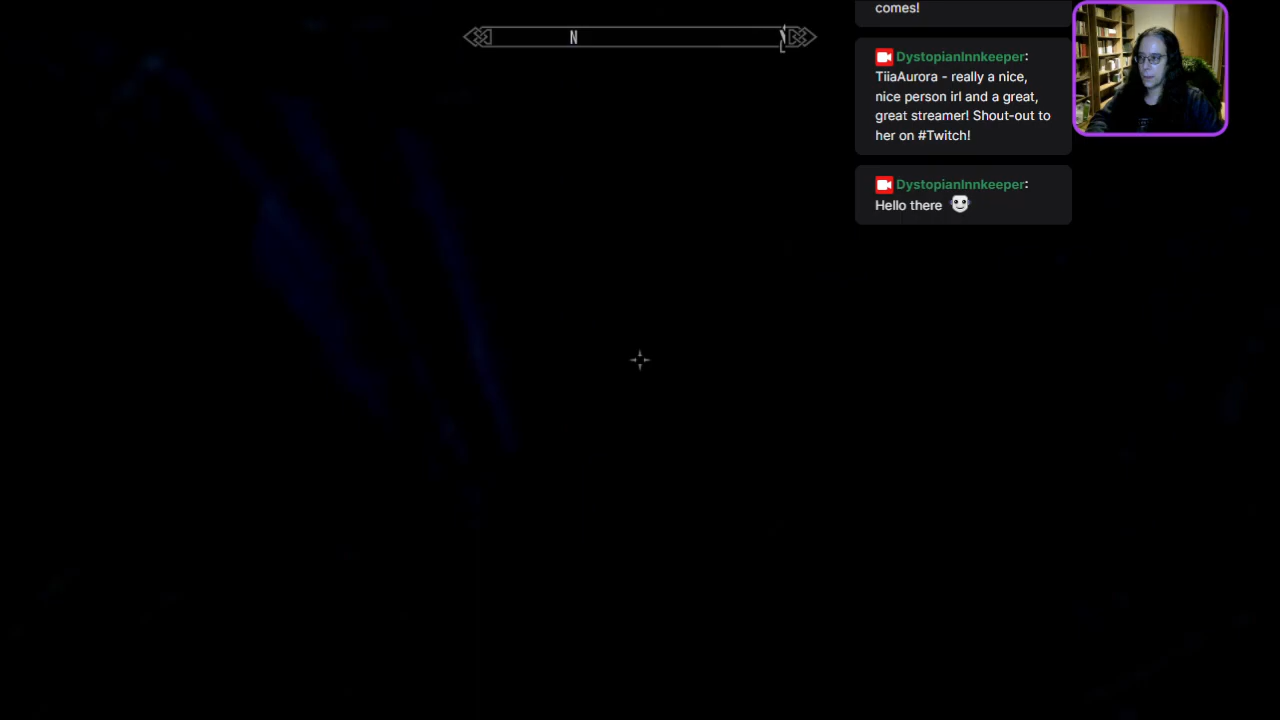 N
comes!
DystopianInnkeeper:
TiiaAurora - really a nice,
nice person irl and a great,
great streamer! Shout-out to
her on #Twitch!
DystopianInnkeeper:
Hello there